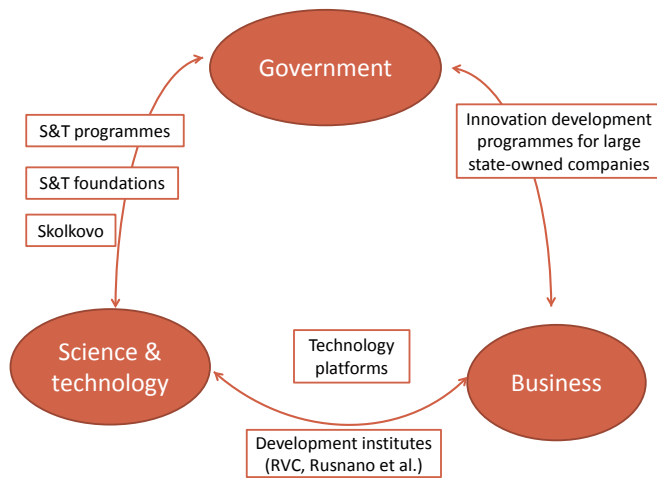 Government
S&T programmes
S&T foundations
Skolkovo
Innovation development
programmes for large
state-owned companies
Science &
technology
Technology
platforms
Business
Development institutes
(RVC, Rusnano et al.)